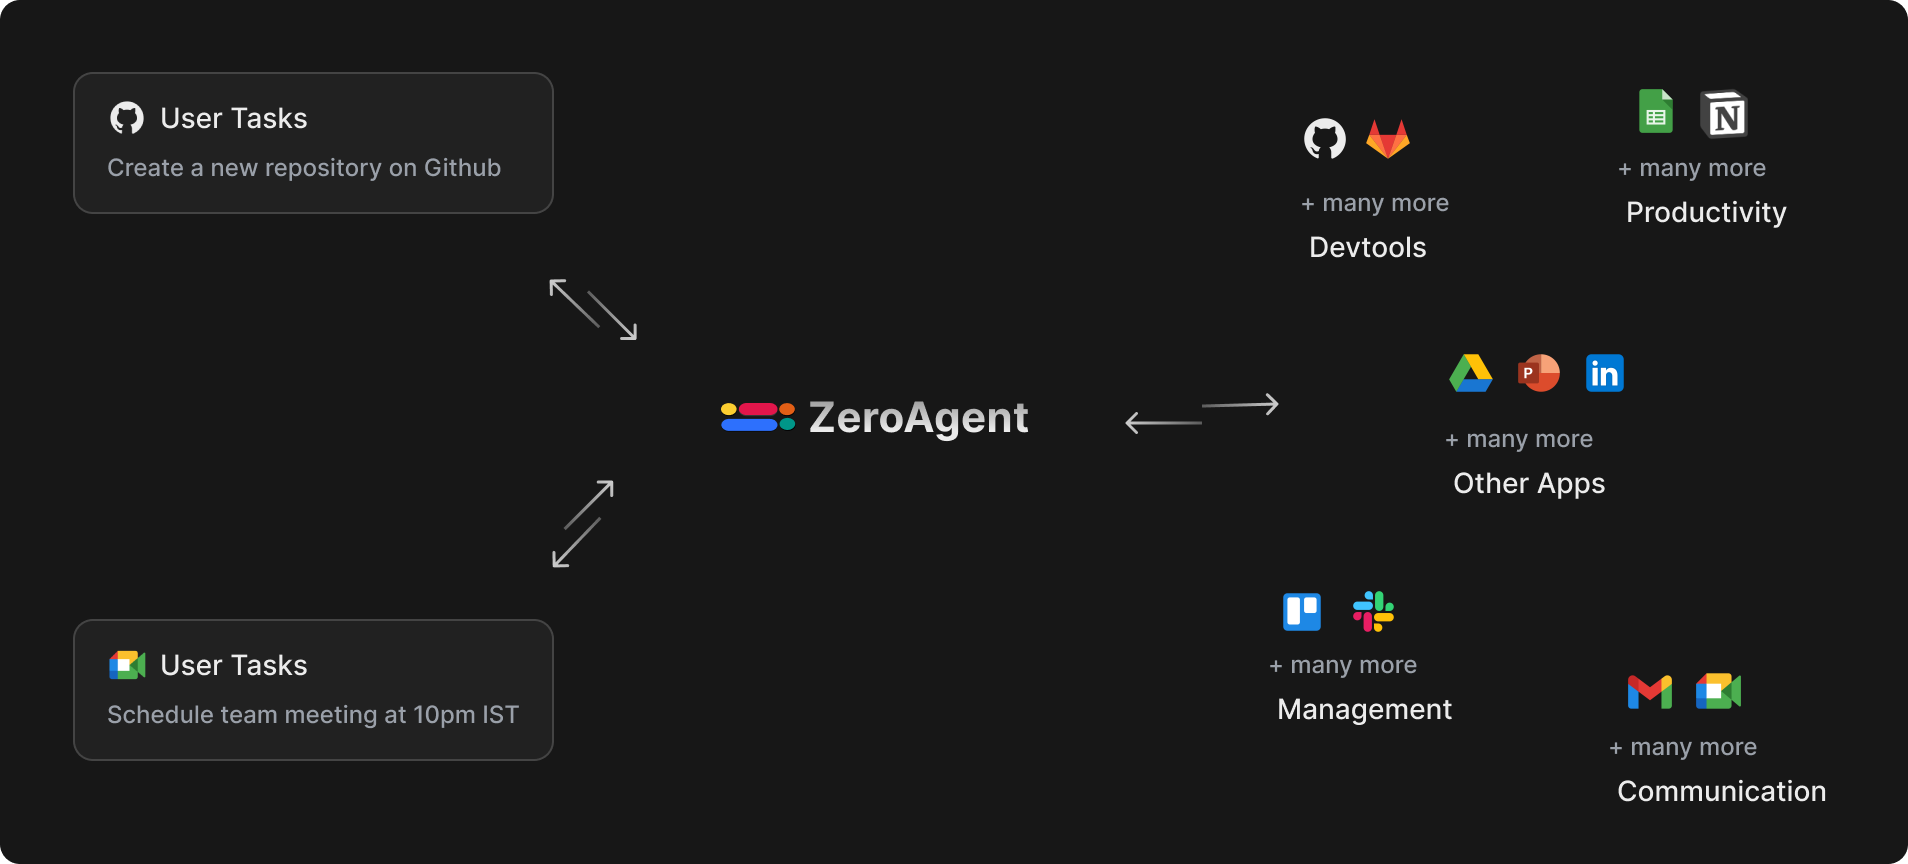 User Tasks
Create a new repository on Github
User Tasks
Schedule team meeting at 10pm IST
ZeroAgent
+ many more
Devtools
N
+ many more
Productivity
P
in
+ many more
Other Apps
+ many more
Management
+ many more
Communication